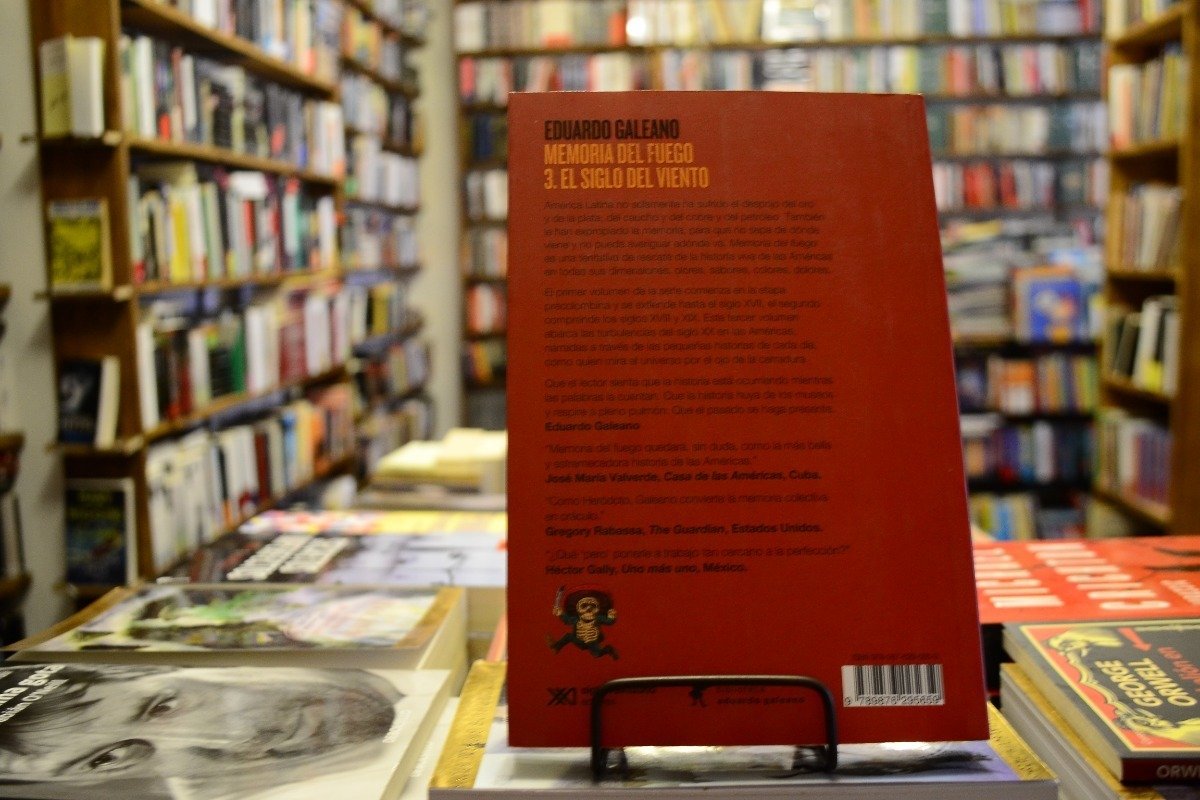 EDUARDO GALEANO
MEMORIA DEL FUEGO
3. EL SIGLO DEL VIENTO
América Latina no solamente ha sufrido el despojo del oro
y de la plata, del caucho y del cobre y del petróleo. También
le han expropiado la memoria, para que no sepa de dónde
viene y no pueda averiguar adónde va. Memoria del fuego
es una tentativa de rescate de la historia viva de las Américas
en todas sus dimensiones, olores, sabores, colores, dolores.
El primer volumen de la serie comienza en la etapa
precolombina y se extiende hasta el siglo XVII, el segundo
comprende los siglos XVIII y XIX. Este tercer volumen
abarca las turbulencias del siglo XX en las Américas,
narradas a través de las pequeñas historias de cada día,
como quien mira el universo por el ojo de la cerradura.
Que el lector sienta que la historia está ocurriendo mientras
las palabras la cuentan. Que la historia huya de los museos
y respire a pleno pulmón. Que el pasado se haga presente.
Eduardo Galeano
"Memoria del fuego quedará, sin duda, como la más bella
y estremecedora historia de las Américas."
José María Valverde, Casa de las Américas, Cuba.
"Como Heródoto, Galeano convierte la memoria colectiva
en oráculo."
Gregory Rabassa, The Guardian, Estados Unidos.
"¿Qué 'pero' ponerle a trabajo tan cercano a la perfección?"
Héctor Gally, Uno más uno, México.
eduardo galeano
9 789876 295659
GEORGE
ORWELL
ORW